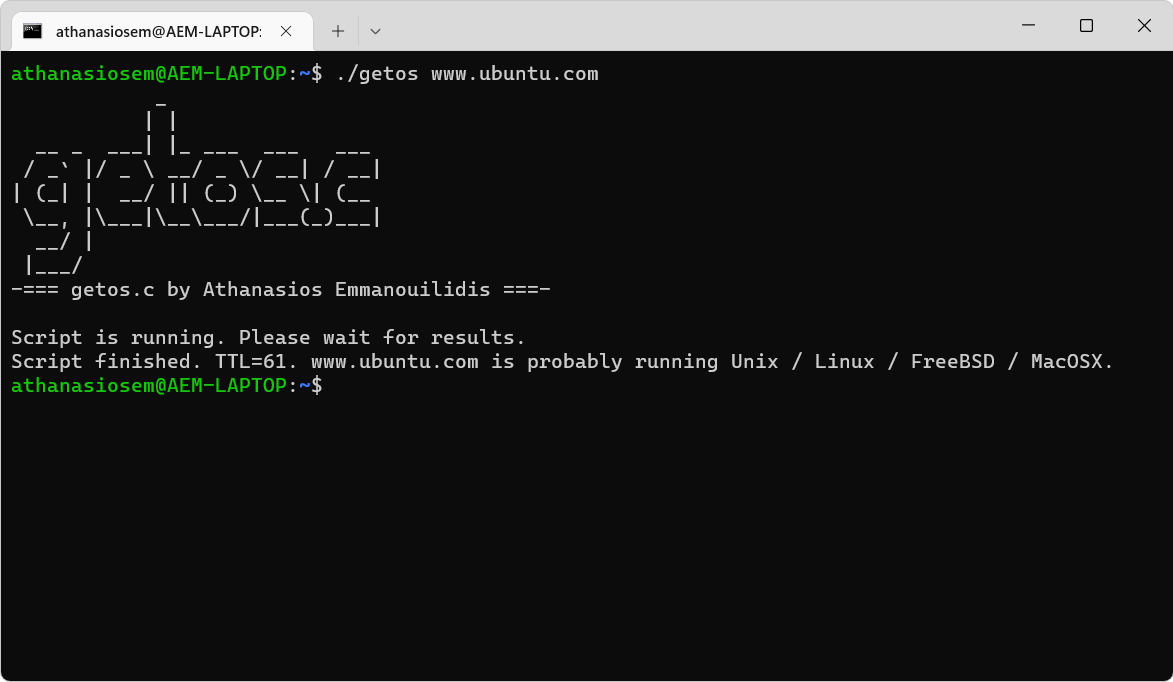 athanasiosem@AEM-LAPTOP:
athanasiosem@AEM-LAPTOP:~$ ./getos www.ubuntu.com
            _
           | |
  __ _  ___| |_ ___  ___   ___
 / _` |/ _ \ __/ _ \/ __| / __|
| (_| |  __/ || (_) \__ \| (__
 \__, |\___|\__\___/|___(_)___|
  __/ |
 |___/
-=== getos.c by Athanasios Emmanouilidis ===-
Script is running. Please wait for results.
Script finished. TTL=61. www.ubuntu.com is probably running Unix / Linux / FreeBSD / MacOSX.
athanasiosem@AEM-LAPTOP:~$